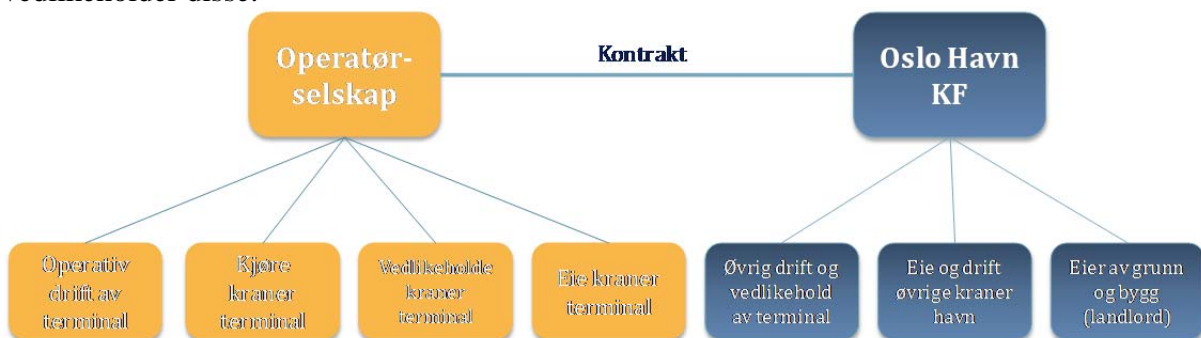 vedlikeholder disse.
Operatør-
selskap
Kontrakt
Oslo Havn
KF
Operativ
drift av
terminal
Kjøre
kraner
terminal
Vedlikeholde
kraner
terminal
Eie kraner
terminal
Øvrig drift og
vedlikehold
av terminal
Eie og drift
øvrige kraner
havn
Eier av grunn
og bygg
(landlord)